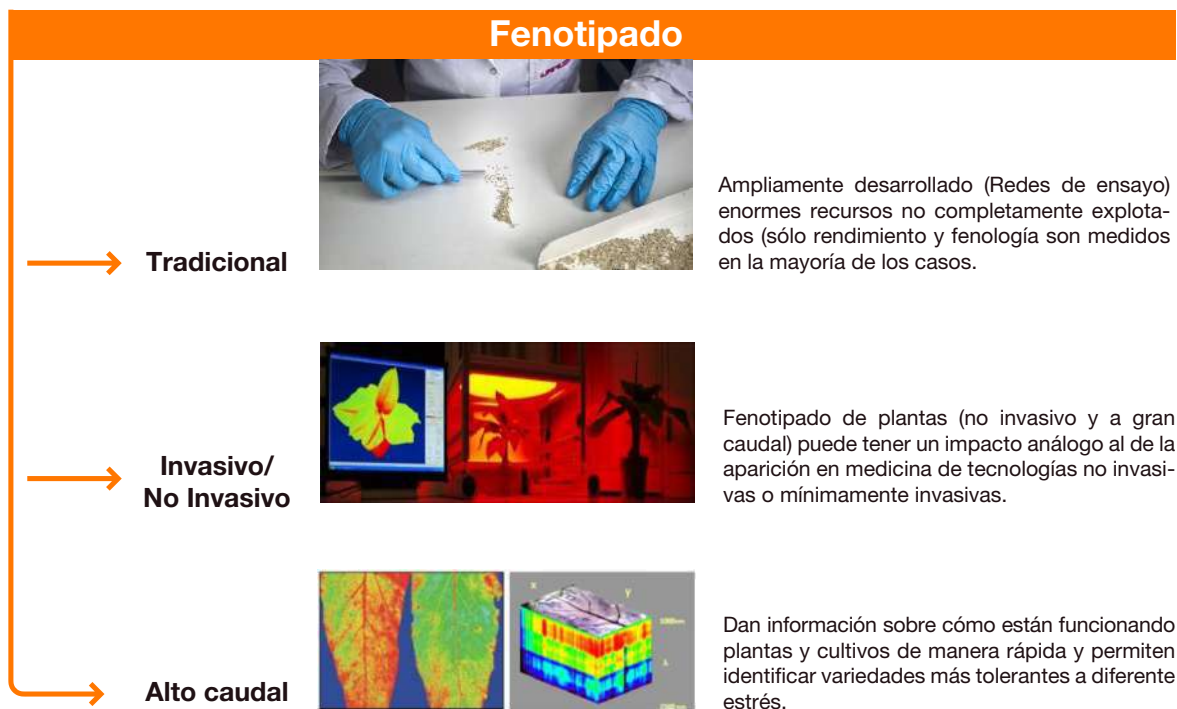 Fenotipado
Tradicional
Ampliamente desarrollado (Redes de ensayo)
enormes recursos no completamente explota-
dos (sólo rendimiento y fenología son medidos
en la mayoría de los casos.
Invasivo/
No Invasivo
Fenotipado de plantas (no invasivo y a gran
caudal) puede tener un impacto análogo al de la
aparición en medicina de tecnologías no invasi-
vas o mínimamente invasivas.
x
y
λ
Alto caudal
Dan información sobre cómo están funcionando
plantas y cultivos de manera rápida y permiten
identificar variedades más tolerantes a diferente
estrés.